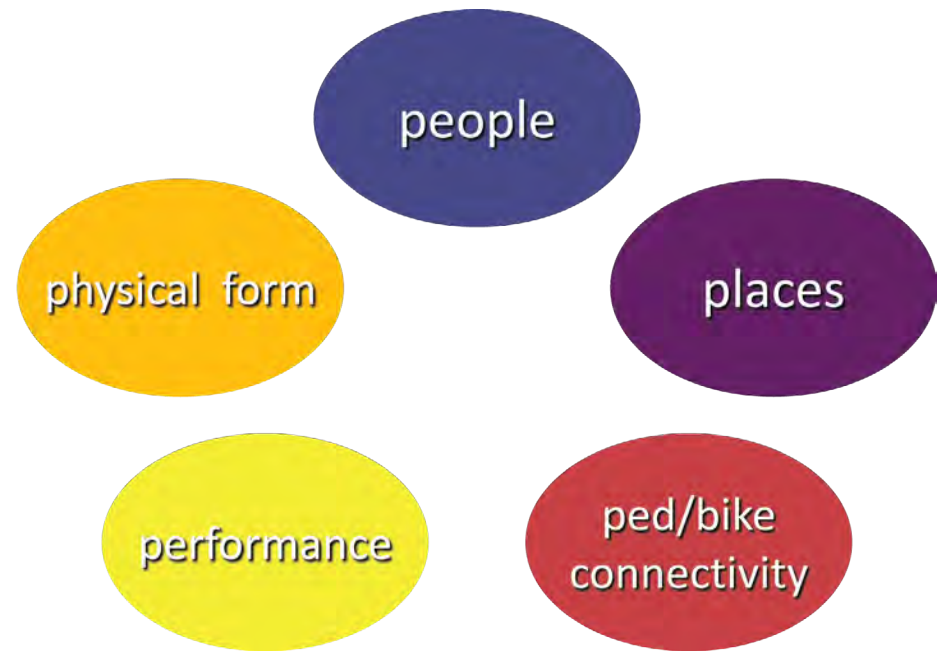 people
physical form
places
performance
ped/bike
connectivity